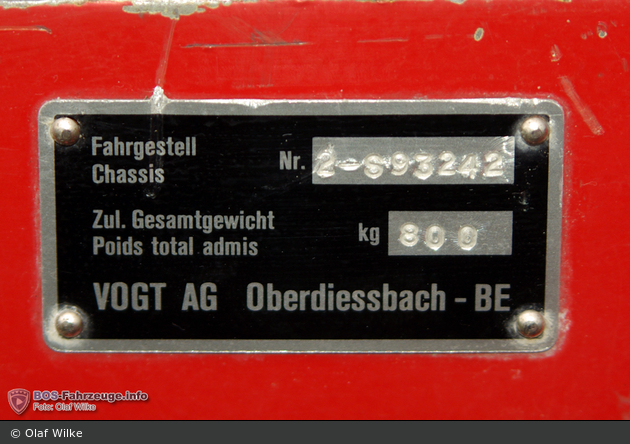 Fahrgestell
Chassis
Nr. 2-S93242
Zul. Gesamtgewicht
Poids total admis
kg 800
VOGT AG Oberdiessbach - BE
BOS-Fahrzeuge.info
Foto: Olaf Wilke
© Olaf Wilke